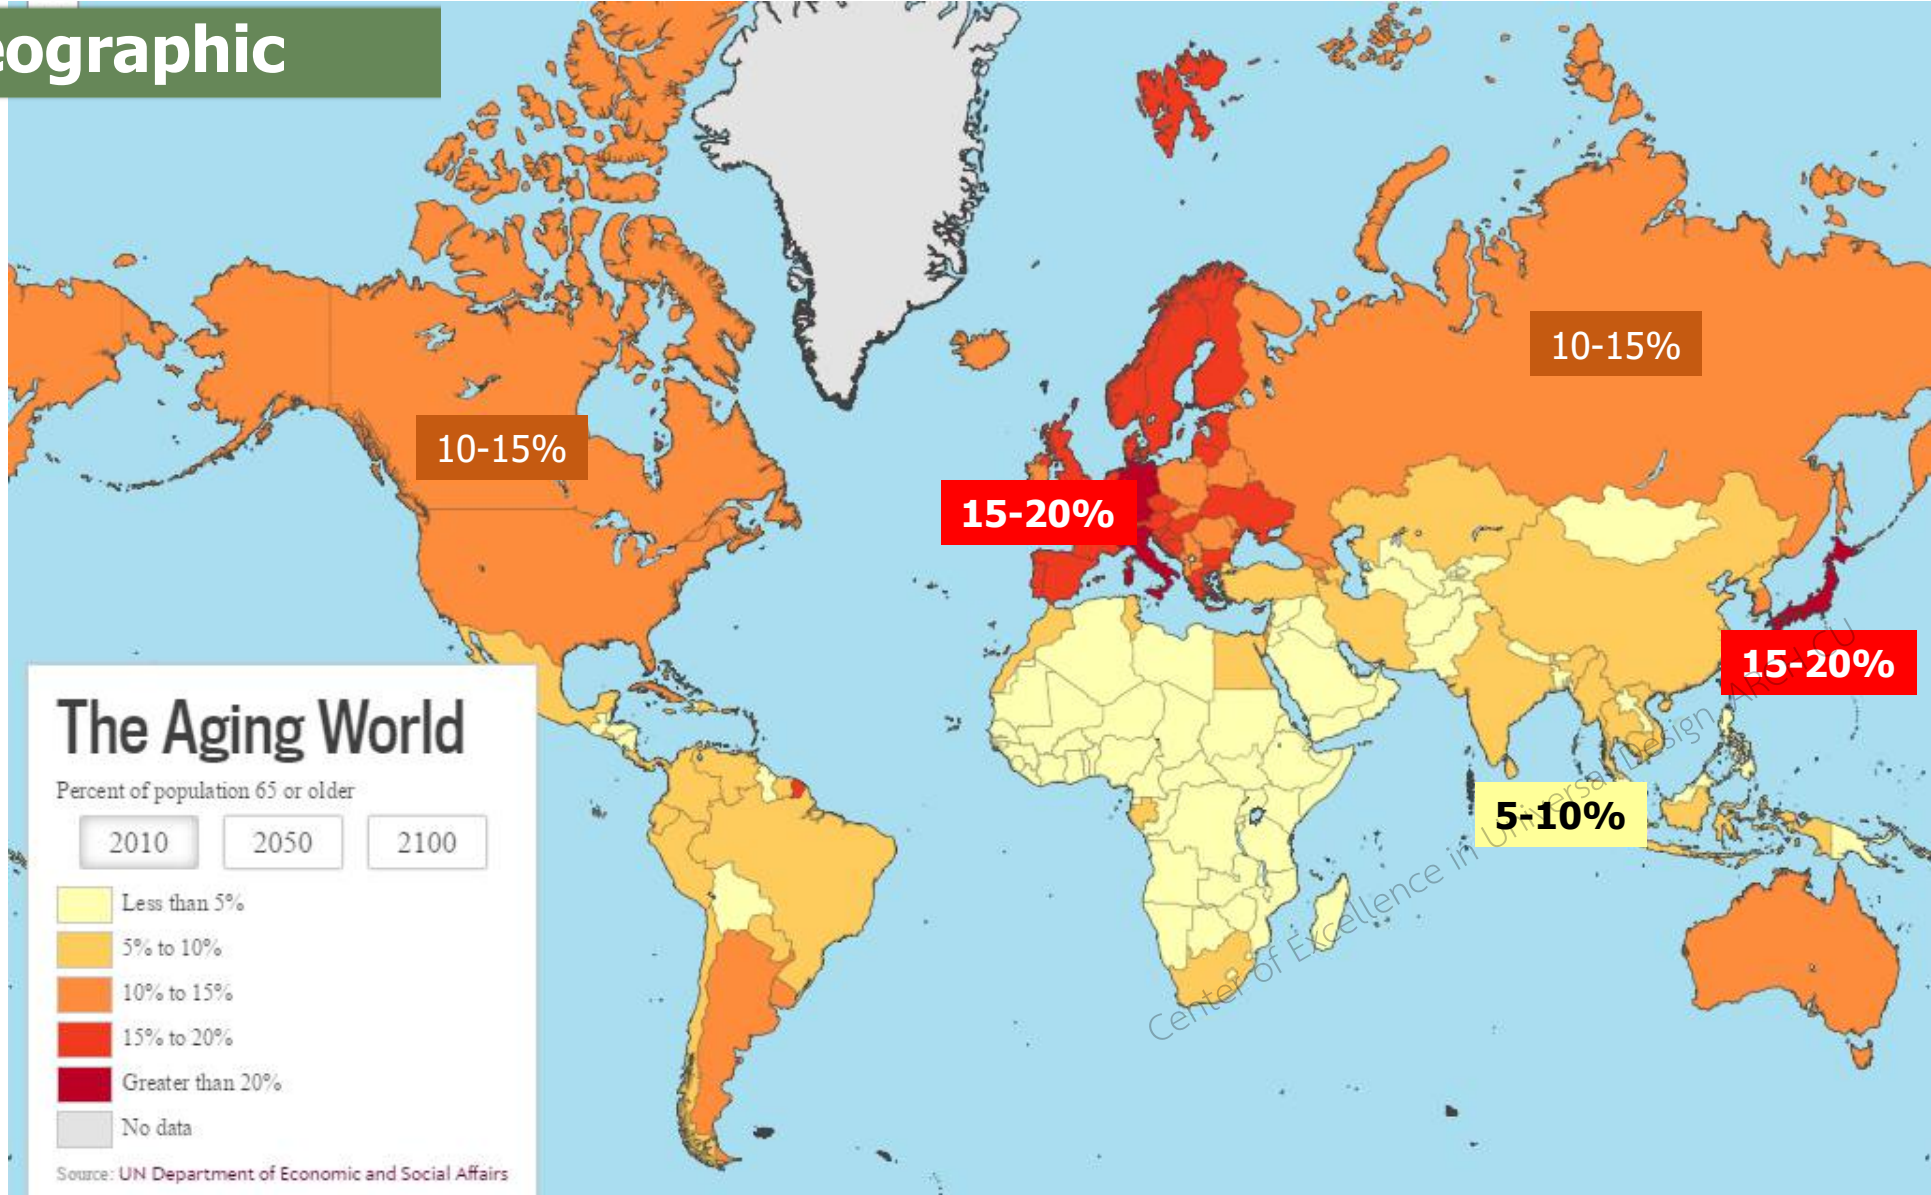 eographic
10-15%
10-15%
15-20%
15-20%
5-10%
The Aging World
Percent of population 65 or older
2010 2050 2100
Less than 5%
5% to 10%
10% to 15%
15% to 20%
Greater than 20%
No data
Source: UN Department of Economic and Social Affairs
Center of Excellence in Universal Design